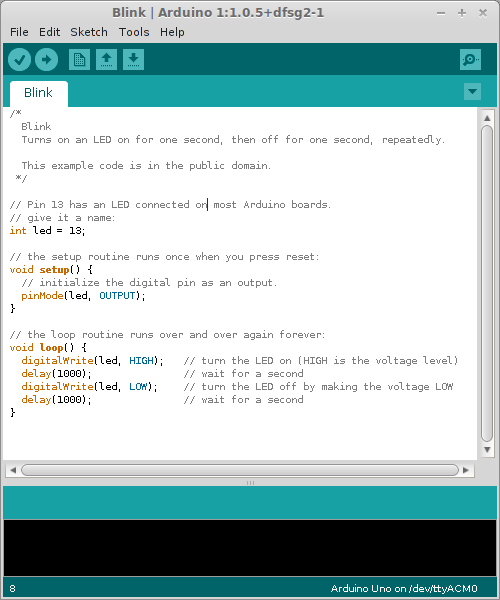 Blink | Arduino 1:1.0.5+dfsg2-1
File Edit Sketch Tools Help
Blink
/*
  Blink
  Turns on an LED on for one second, then off for one second, repeatedly.

  This example code is in the public domain.
 */

// Pin 13 has an LED connected on most Arduino boards.
// give it a name:
int led = 13;

// the setup routine runs once when you press reset:
void setup() {
  // initialize the digital pin as an output.
  pinMode(led, OUTPUT);
}

// the loop routine runs over and over again forever:
void loop() {
  digitalWrite(led, HIGH);   // turn the LED on (HIGH is the voltage level)
  delay(1000);               // wait for a second
  digitalWrite(led, LOW);    // turn the LED off by making the voltage LOW
  delay(1000);               // wait for a second
}
8 Arduino Uno on /dev/ttyACM0